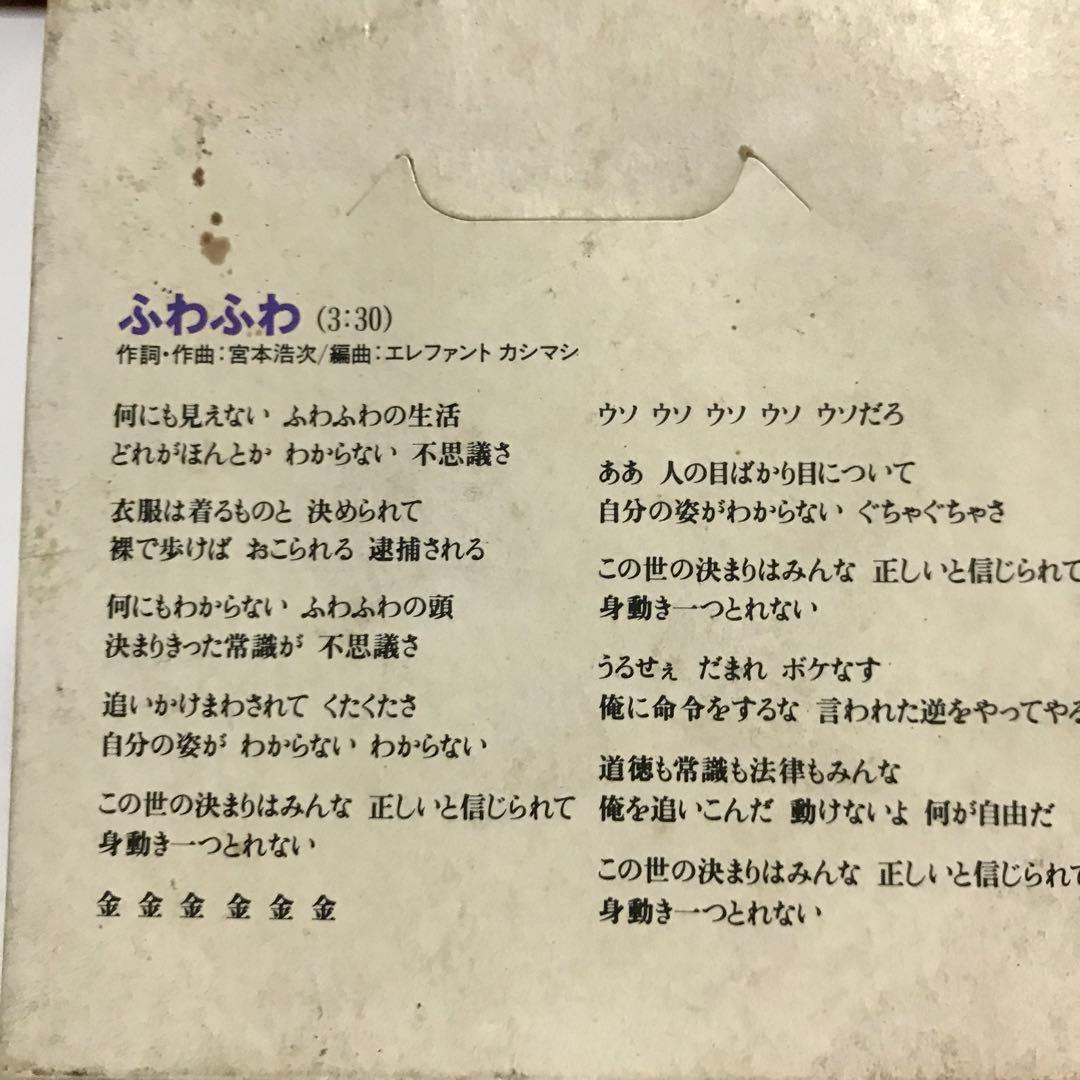 ふわふわ (3:30)
作詞・作曲:宮本浩次/編曲:エレファント カシマシ
何にも見えない ふわふわの生活
どれがほんとか わからない 不思議さ
衣服は着るものと 決められて
裸で歩けば おこられる 逮捕される
何にもわからない ふわふわの頭
決まりきった常識が 不思議さ
追いかけまわされて くたくたさ
自分の姿が わからない わからない
この世の決まりはみんな 正しいと信じられて
身動き一つとれない
金 金 金 金 金 金
ウソ ウソ ウソ ウソ ウソだろ
ああ 人の目ばかり目について
自分の姿がわからない ぐちゃぐちゃさ
この世の決まりはみんな 正しいと信じられて
身動き一つとれない
うるせぇ だまれ ボケなす
俺に命令をするな 言われた逆をやってやる
道徳も常識も法律もみんな
俺を追いこんだ 動けないよ 何が自由だ
この世の決まりはみんな 正しいと信じられて
身動き一つとれない